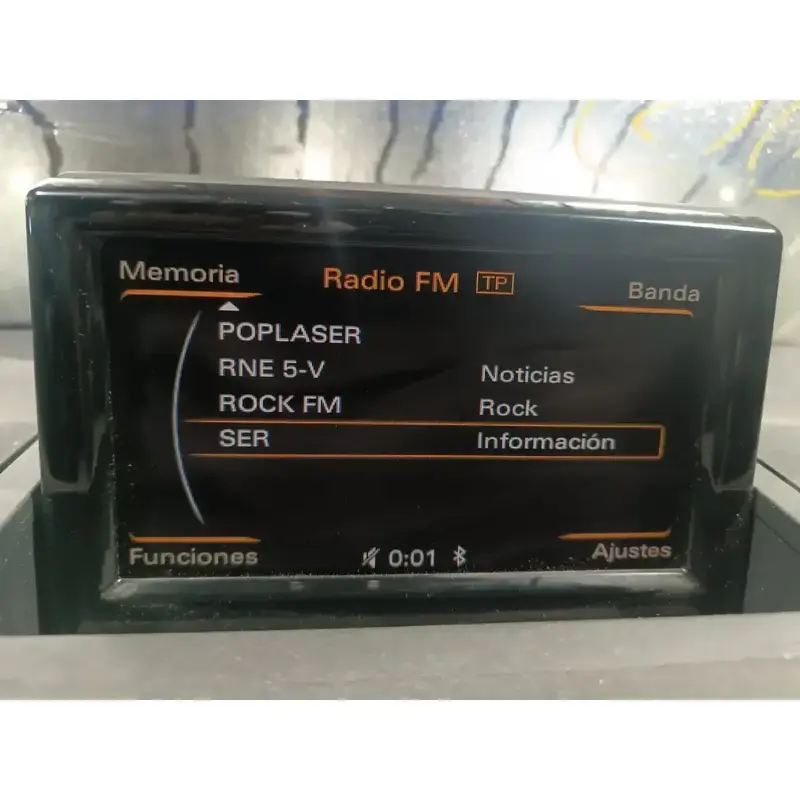 Memoria Radio FM TP Banda
POPLASER
RNE 5-V Noticias
ROCK FM Rock
SER Información
Funciones 0:01 Ajustes